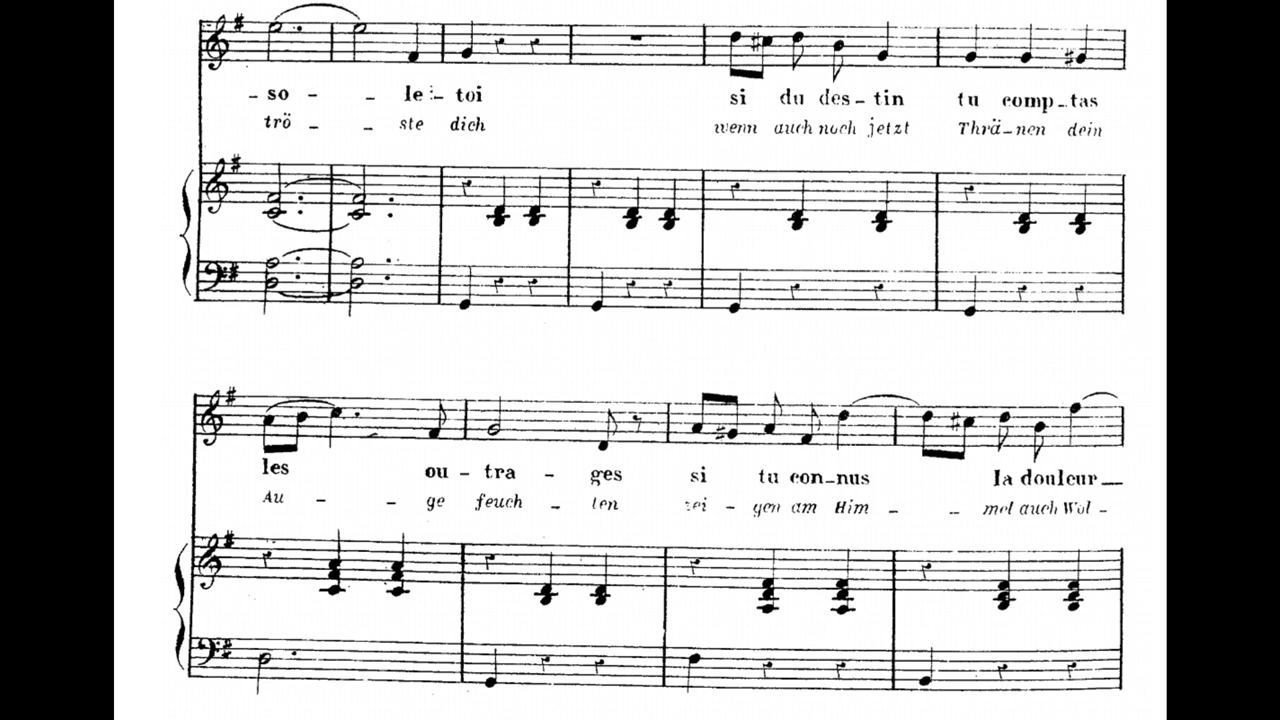 - so - - le - toi si du des - tin tu comp - tas
trö - - ste dich wenn auch noch jetzt Thrä - nen dein
les ou - tra - ges si tu con - nus la douleur —
Au - - ge feuch - ten zei - gen am Him - - mel auch Wol -